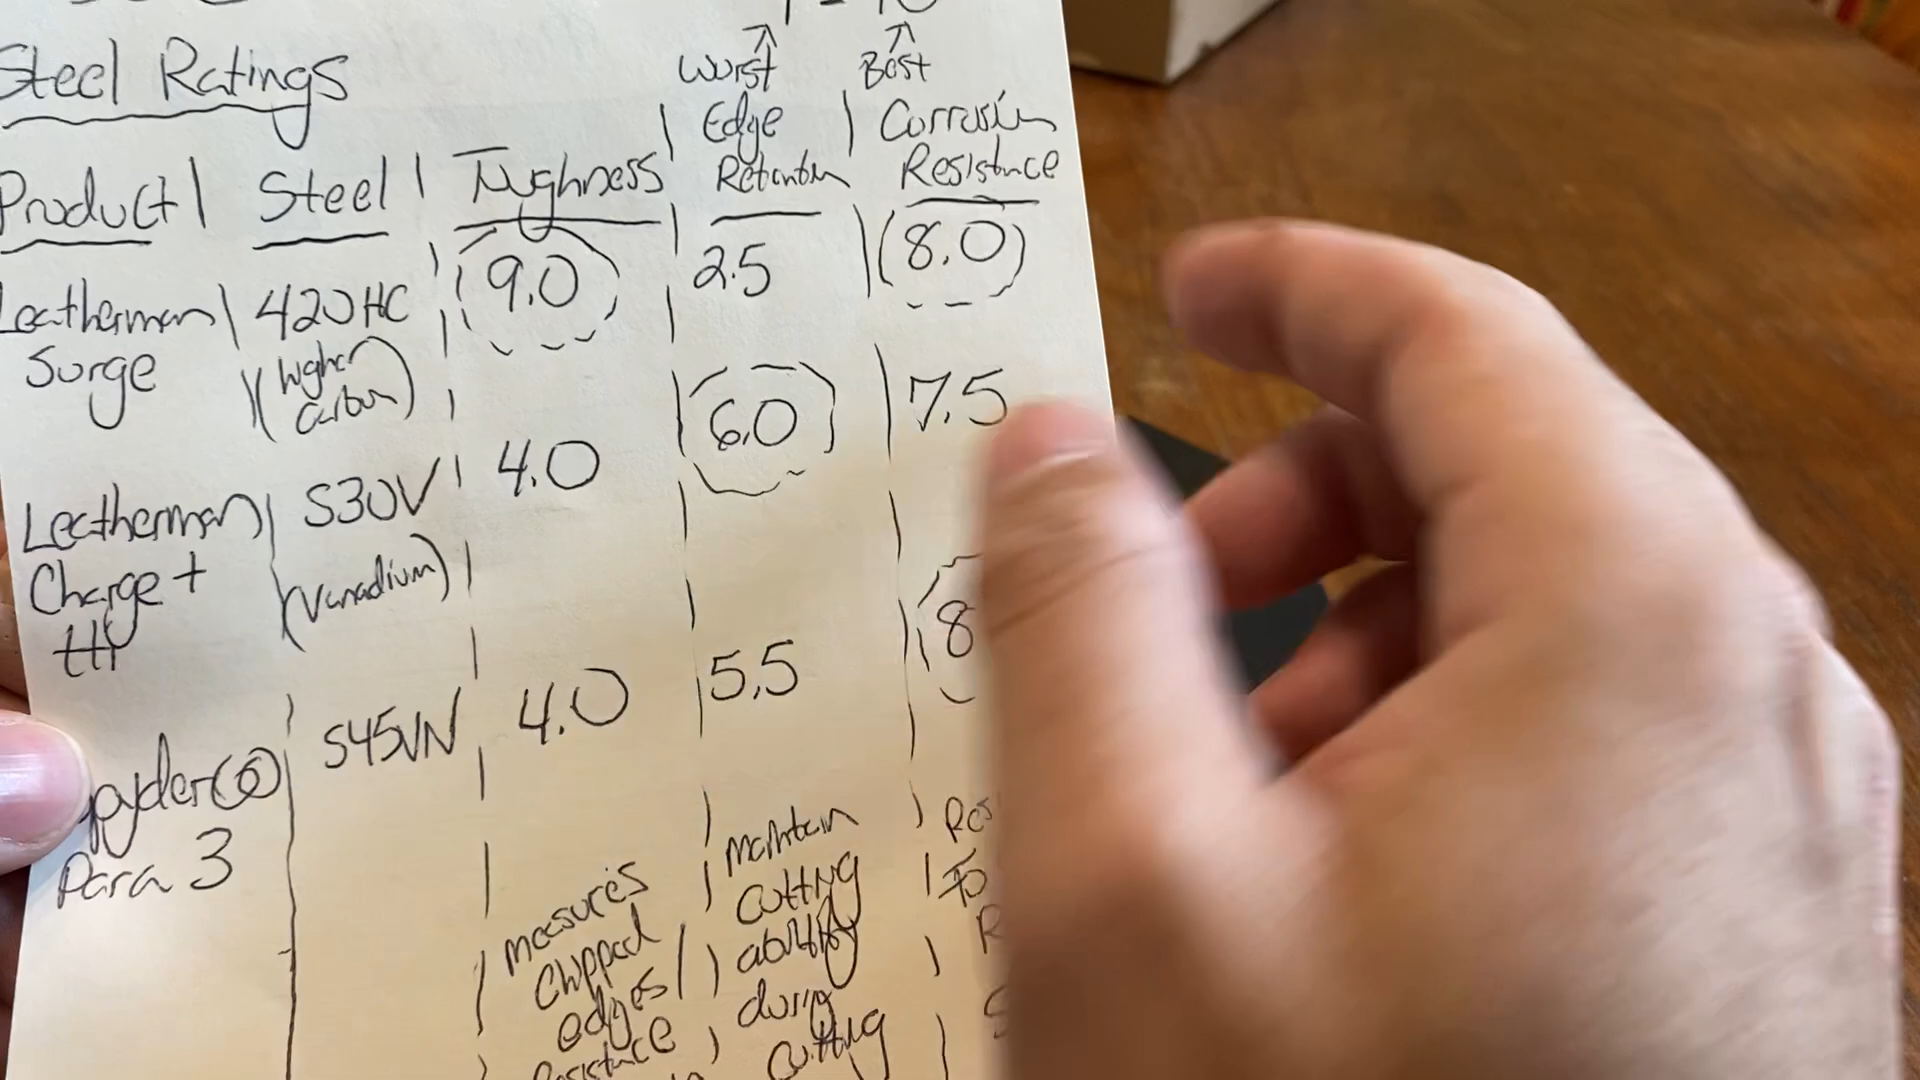 1 - 10
Steel Ratings
Worst Best
Product | Steel | Toughness | Edge Retention | Corrosion Resistance
Leatherman Surge | 420HC (higher Carbon) | 9.0 | 2.5 | 8.0
Leatherman Charge + tti | S30V (Vanadium) | 4.0 | 6.0 | 7.5
pyderco Para 3 | S45VN | 4.0 | 5.5 | 8
measures Chipped edges
maintain Cutting ability during Cutting